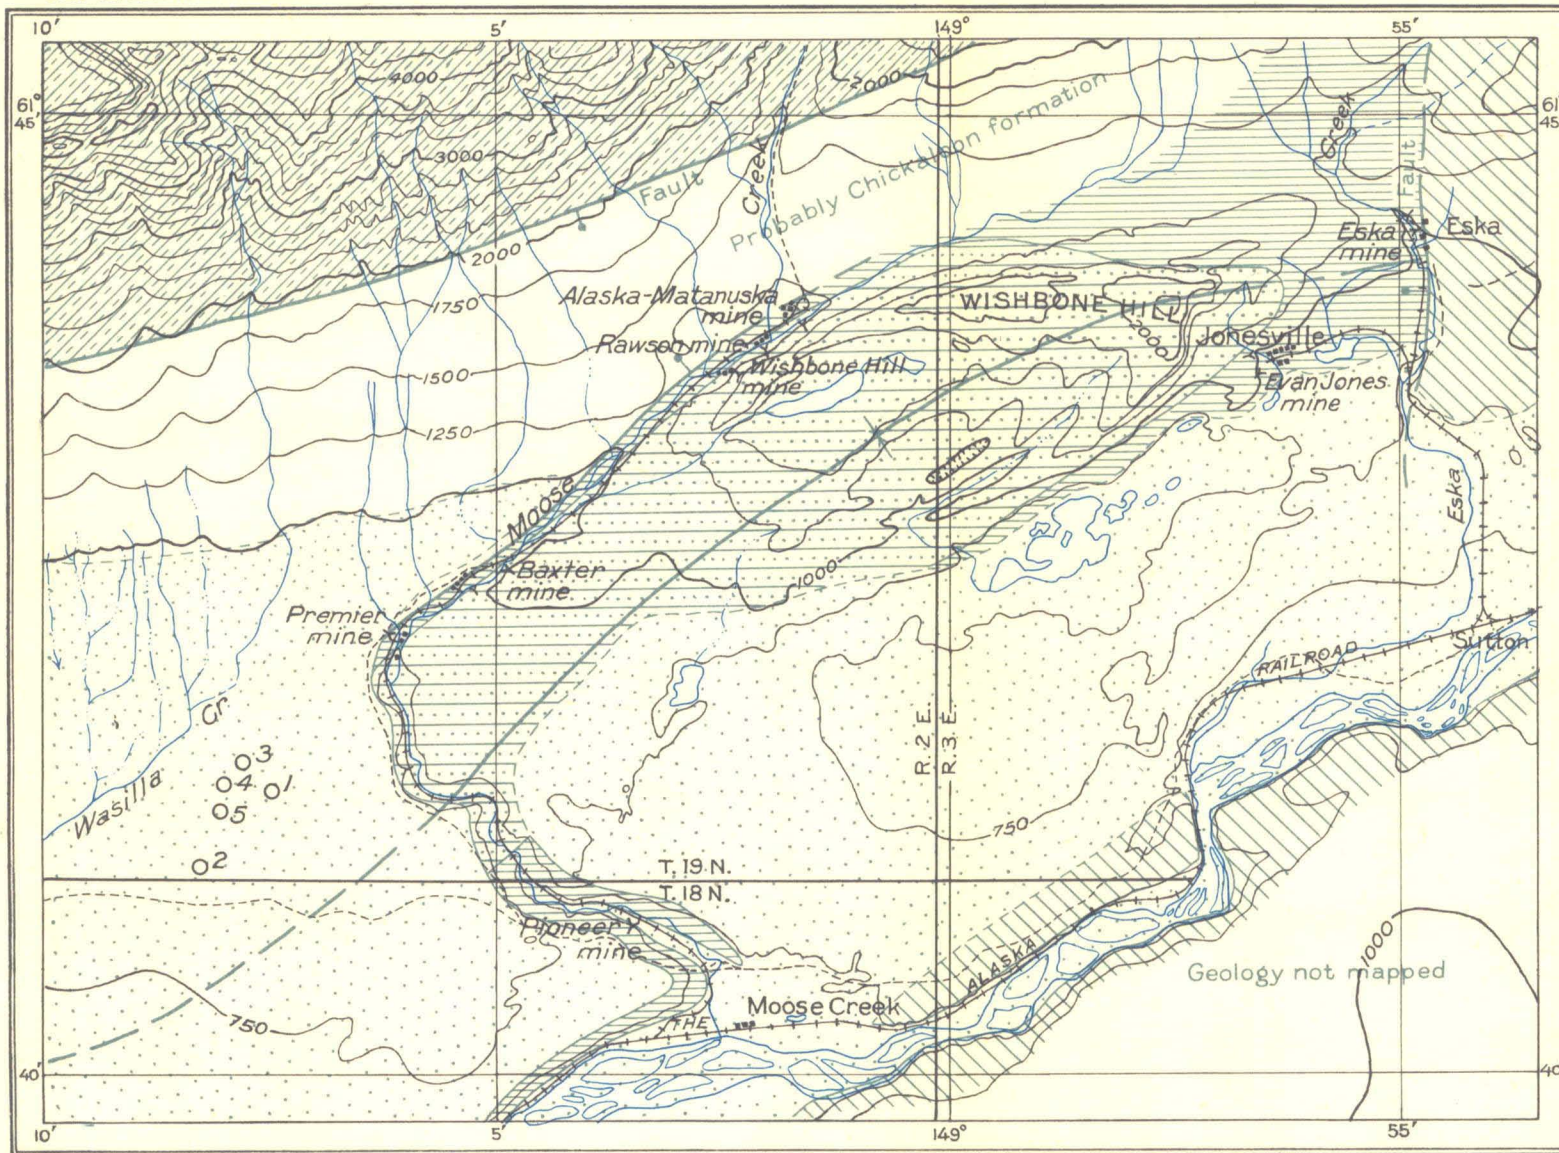 10′
5′
149°
55′
61°
45′
61
45
4000
3000
2000
2000
1750
1500
1250
Fault
Creek
Probably Chickaloon formation
Creek
Fault
Eska
mine
Eska
Alaska-Matanuska
mine
Rawson mine
Wishbone Hill
mine
WISHBONE HILL
2000
Jonesville
Evan Jones
mine
Moose
Baxter
mine
1000
Premier
mine
Eska
Sutton
RAILROAD
Wasilla Cr
3
4
1
5
2
R. 2 E.
R. 3 E.
750
T. 19 N.
T. 18 N.
Pioneer
mine
750
Moose Creek
THE
ALASKA
Geology not mapped
1000
40′
40
10′
5′
149°
55′